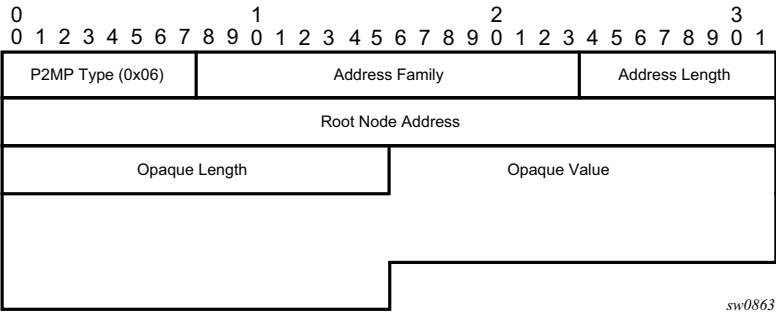 0 1 2 3
0 1 2 3 4 5 6 7 8 9 0 1 2 3 4 5 6 7 8 9 0 1 2 3 4 5 6 7 8 9 0 1
P2MP Type (0x06) Address Family Address Length
Root Node Address
Opaque Length Opaque Value
sw0863